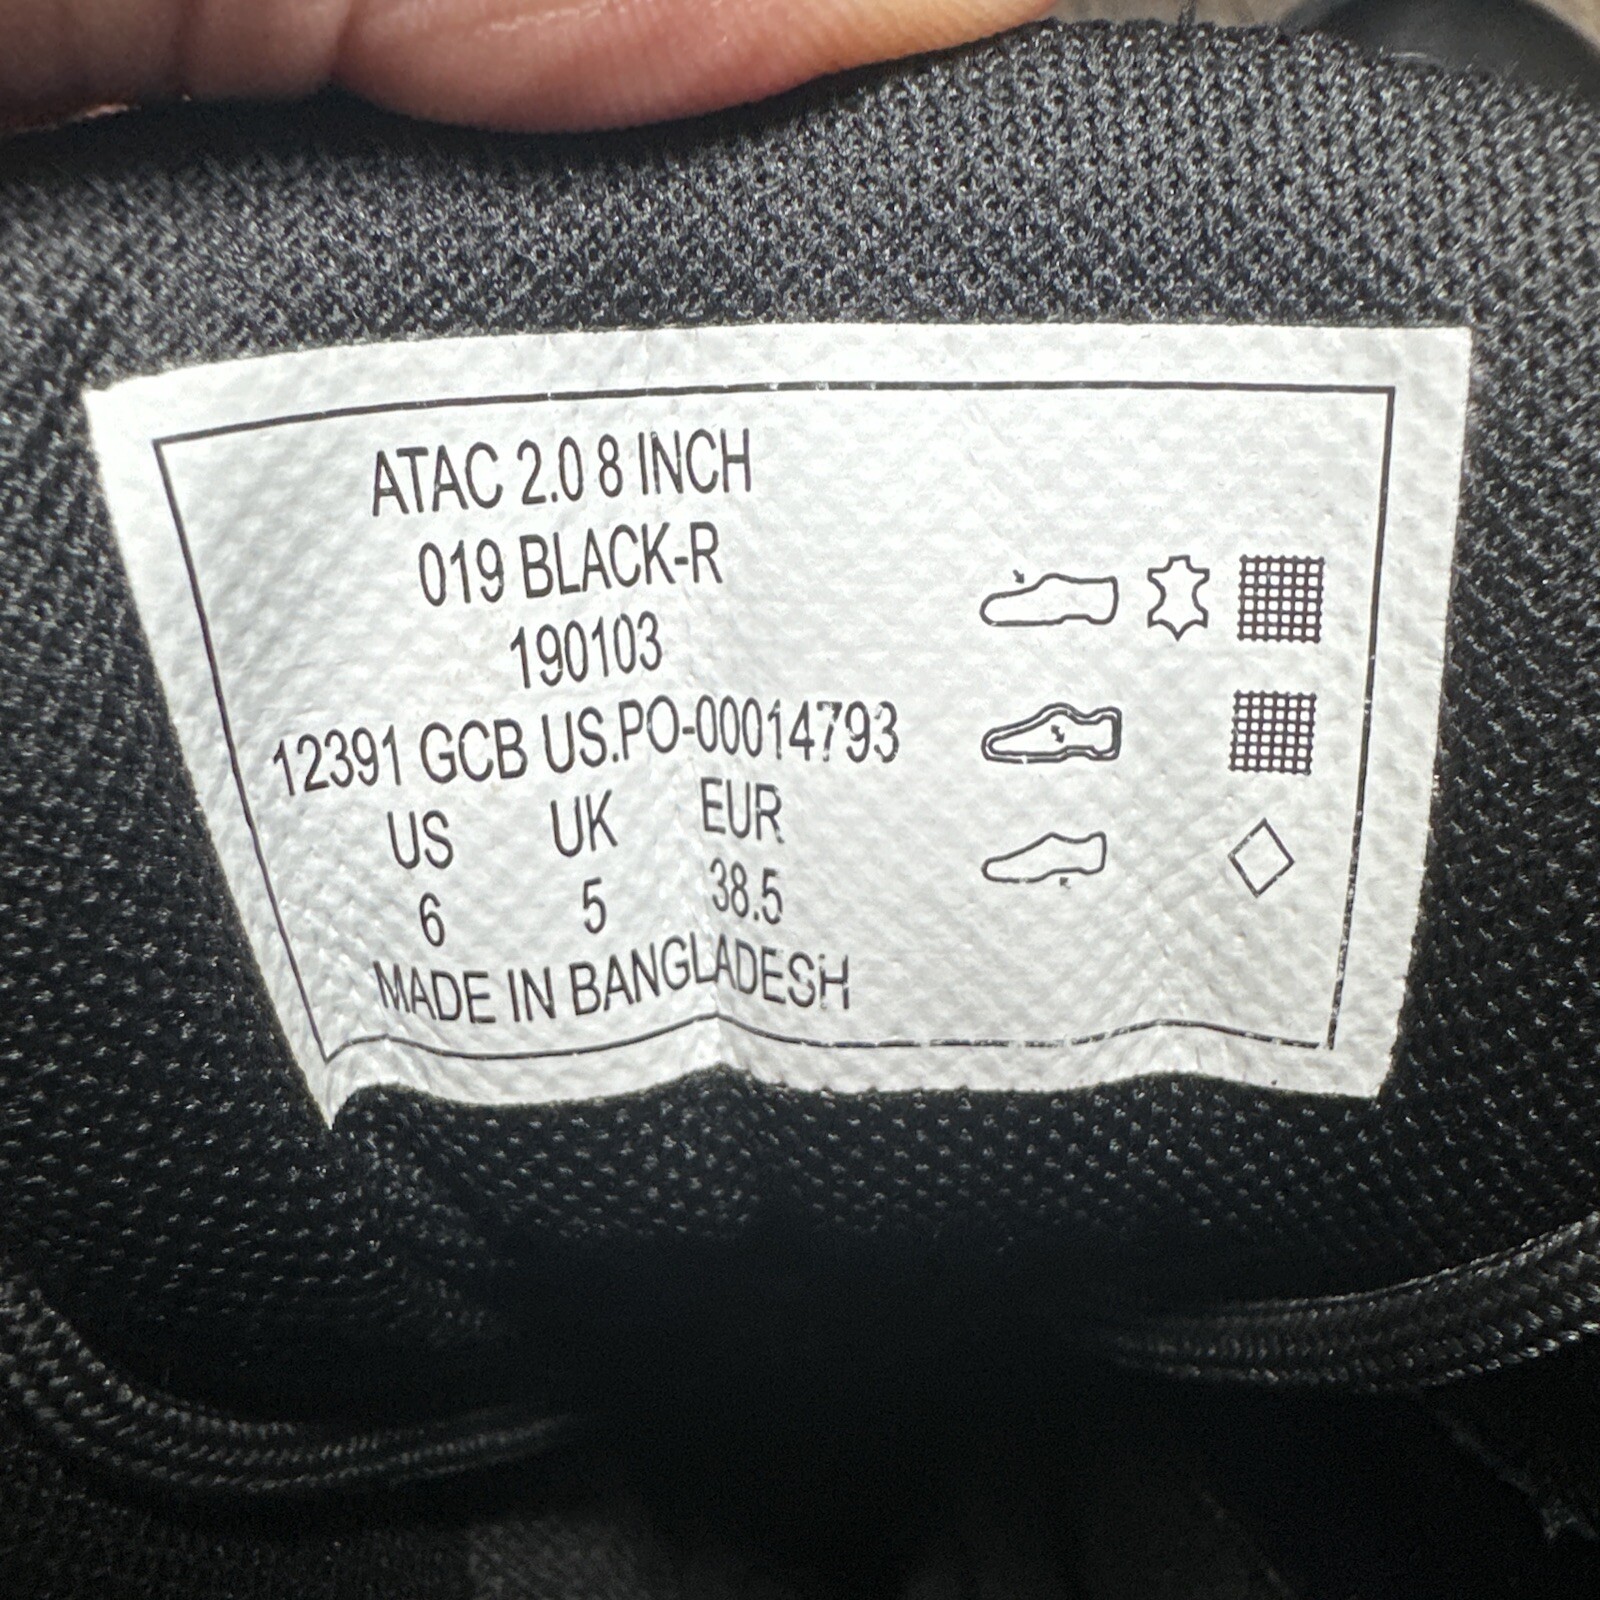 ATAC 2.0 8 INCH
019 BLACK-R
190103
12391 GCB US.PO-00014793
US UK EUR
6 5 38.5
MADE IN BANGLADESH